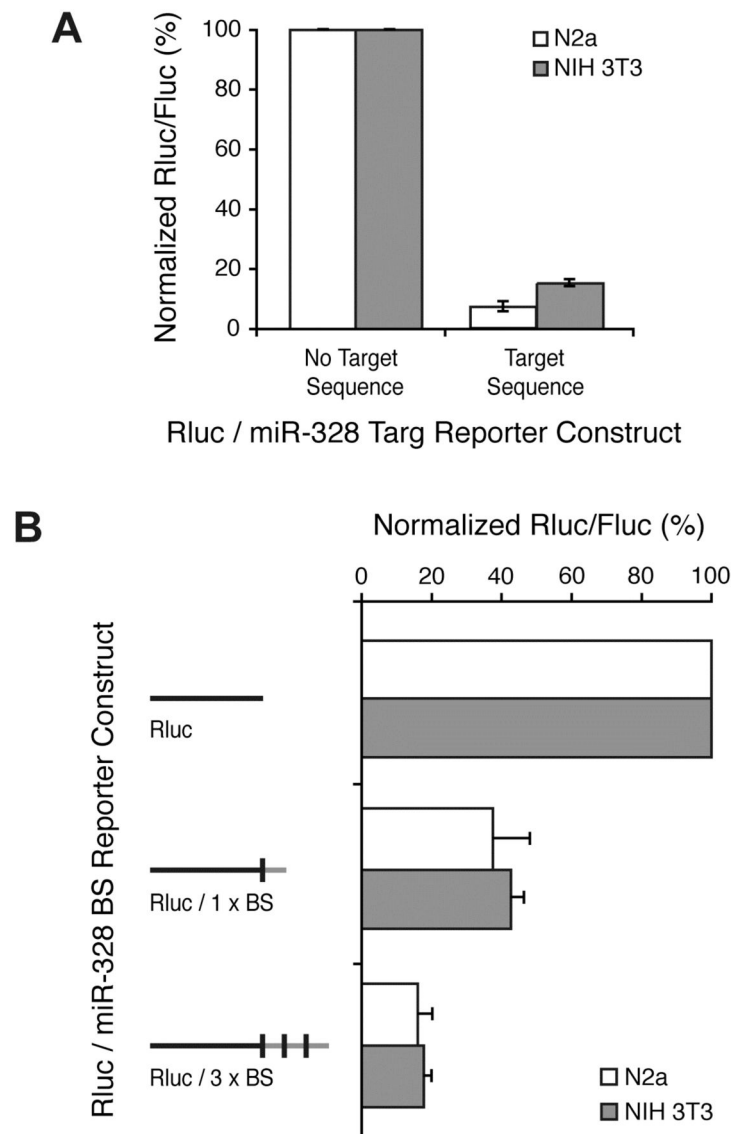 A
Normalized Rluc/Fluc (%)
100
80
60
40
20
0
N2a
NIH 3T3
No Target
Sequence
Target
Sequence
Rluc / miR-328 Targ Reporter Construct
B
Normalized Rluc/Fluc (%)
0 20 40 60 80 100
Rluc / miR-328 BS Reporter Construct
Rluc
Rluc / 1 x BS
Rluc / 3 x BS
N2a
NIH 3T3